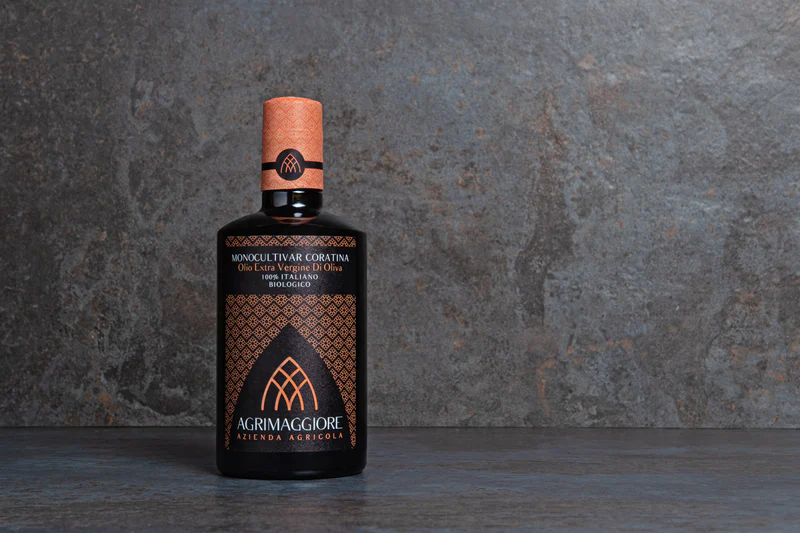 MONOCULTIVAR CORATINA
Olio Extra Vergine Di Oliva
100% ITALIANO
BIOLOGICO
AGRIMAGGIORE
AZIENDA AGRICOLA